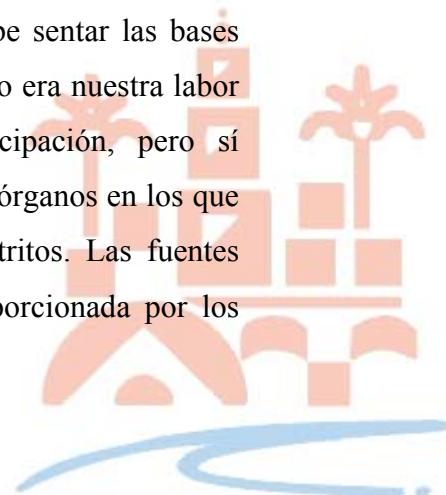 be sentar las bases
o era nuestra labor
cipación, pero sí
órganos en los que
tritos. Las fuentes
porcionada por los